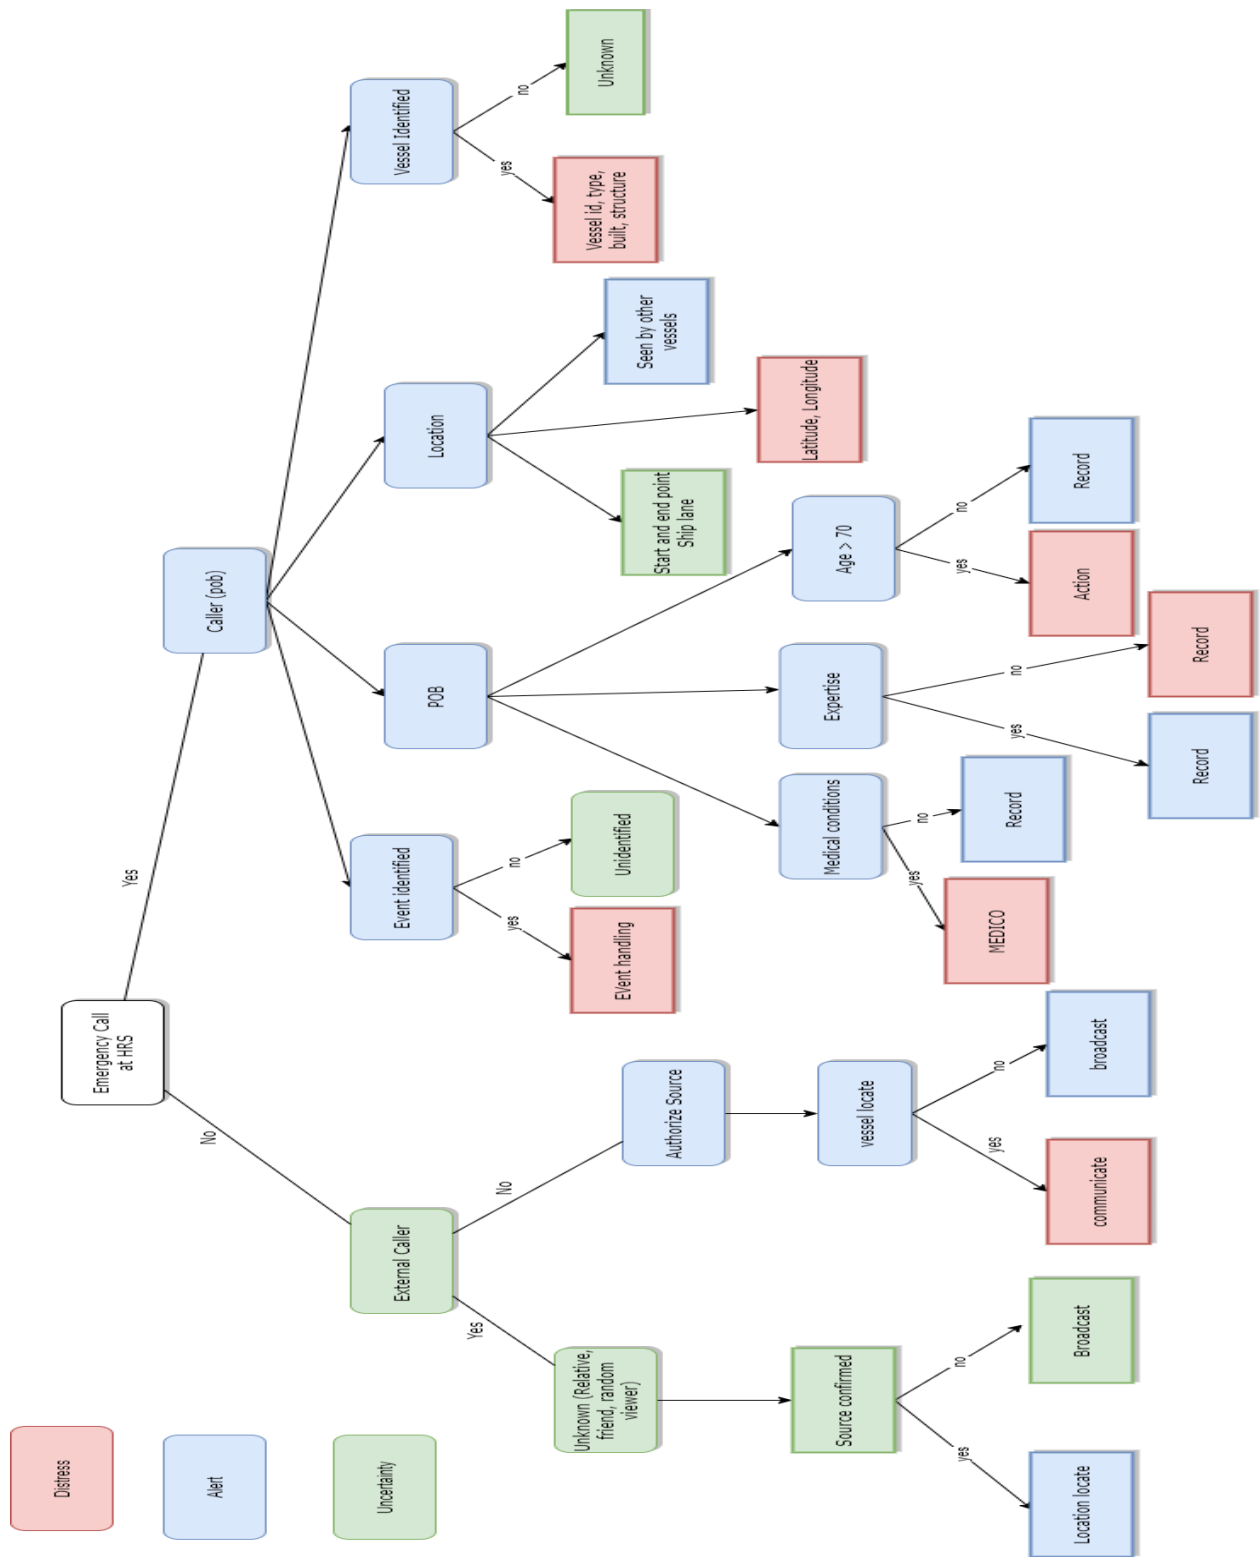 Distress
Alert
Uncertainty
Emergency Call
at HRS
No
Yes
External Caller
Caller (pob)
Yes
No
Unknown (Relative,
friend, random
viewer)
Authorize Source
Source confirmed
vessel locate
yes
no
Location locate
Broadcast
yes
no
communicate
broadcast
Event identified
POB
Location
Vessel Identified
yes
no
EVent handling
Unidentified
Medical conditions
Expertise
Age > 70
yes
no
MEDICO
Record
yes
no
Record
Record
yes
no
Action
Record
Start and end point
Ship lane
Latitude, Longitude
Seen by other
vessels
yes
no
Vessel id, type,
built, structure
Unknown